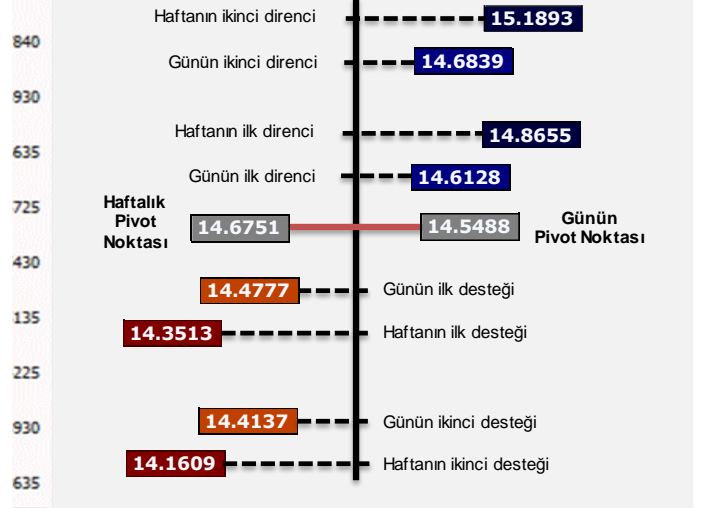 Haftanın ikinci direnci 15.1893
840
Günün ikinci direnci 14.6839
930
Haftanın ilk direnci 14.8655
635
Günün ilk direnci 14.6128
725
Haftalık
Pivot
Noktası
14.6751
14.5488
Günün
Pivot Noktası
430
14.4777 Günün ilk desteği
135
14.3513 Haftanın ilk desteği
225
14.4137 Günün ikinci desteği
930
14.1609 Haftanın ikinci desteği
635